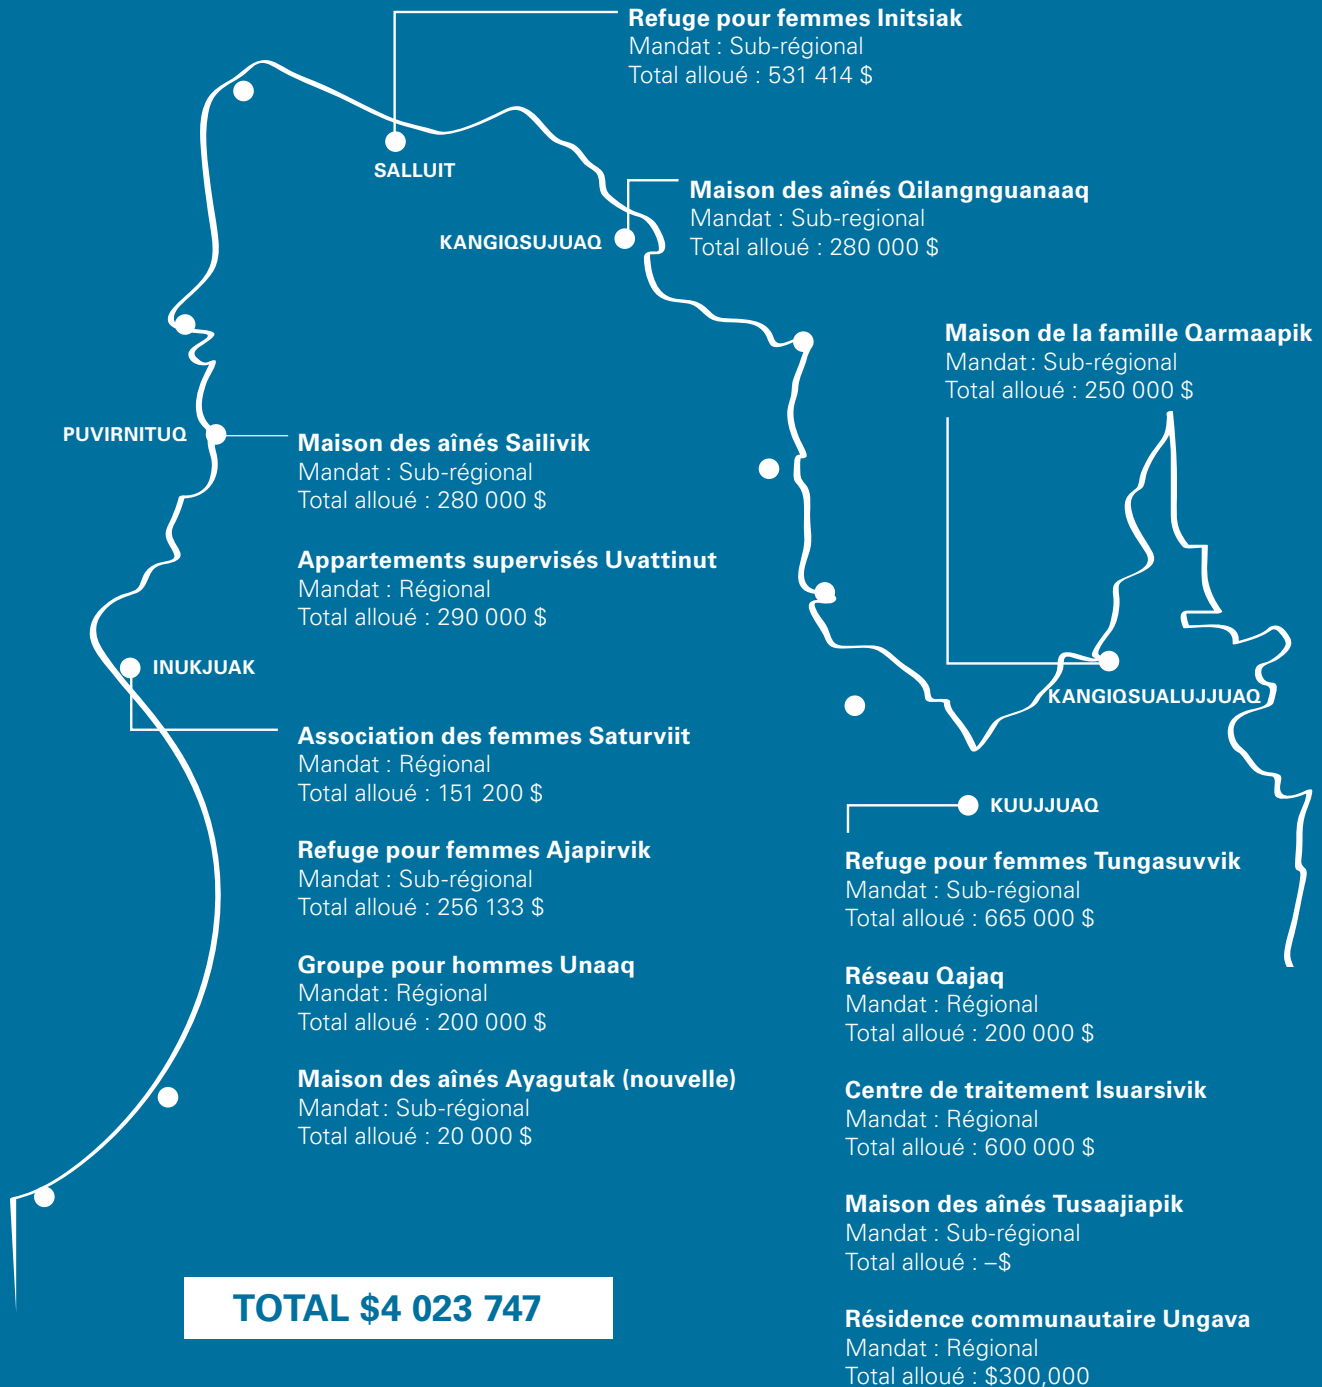 Refuge pour femmes Initsiak
Mandat : Sub-régional
Total alloué : 531 414 $
SALLUIT
Maison des aînés Qilangnguanaaq
Mandat : Sub-regional
Total alloué : 280 000 $
KANGIQSUJUAQ
Maison de la famille Qarmaapik
Mandat : Sub-régional
Total alloué : 250 000 $
PUVIRNITUQ
Maison des aînés Sailivik
Mandat : Sub-régional
Total alloué : 280 000 $
Appartements supervisés Uvattinut
Mandat : Régional
Total alloué : 290 000 $
INUKJUAK
KANGIQSUALUJJUAQ
Association des femmes Saturviit
Mandat : Régional
Total alloué : 151 200 $
Refuge pour femmes Ajapirvik
Mandat : Sub-régional
Total alloué : 256 133 $
Groupe pour hommes Unaaq
Mandat : Régional
Total alloué : 200 000 $
Maison des aînés Ayagutak (nouvelle)
Mandat : Sub-régional
Total alloué : 20 000 $
KUUJJUAQ
Refuge pour femmes Tungasuvvik
Mandat : Sub-régional
Total alloué : 665 000 $
Réseau Qajaq
Mandat : Régional
Total alloué : 200 000 $
Centre de traitement Isuarsivik
Mandat : Régional
Total alloué : 600 000 $
Maison des aînés Tusaajiapik
Mandat : Sub-régional
Total alloué : –$
Résidence communautaire Ungava
Mandat : Régional
Total alloué : $300,000
TOTAL $4 023 747